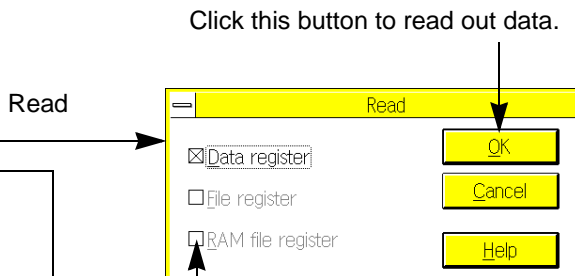 Click this button to read out data.
Read
Read
Data register
OK
File register
Cancel
RAM file register
Help